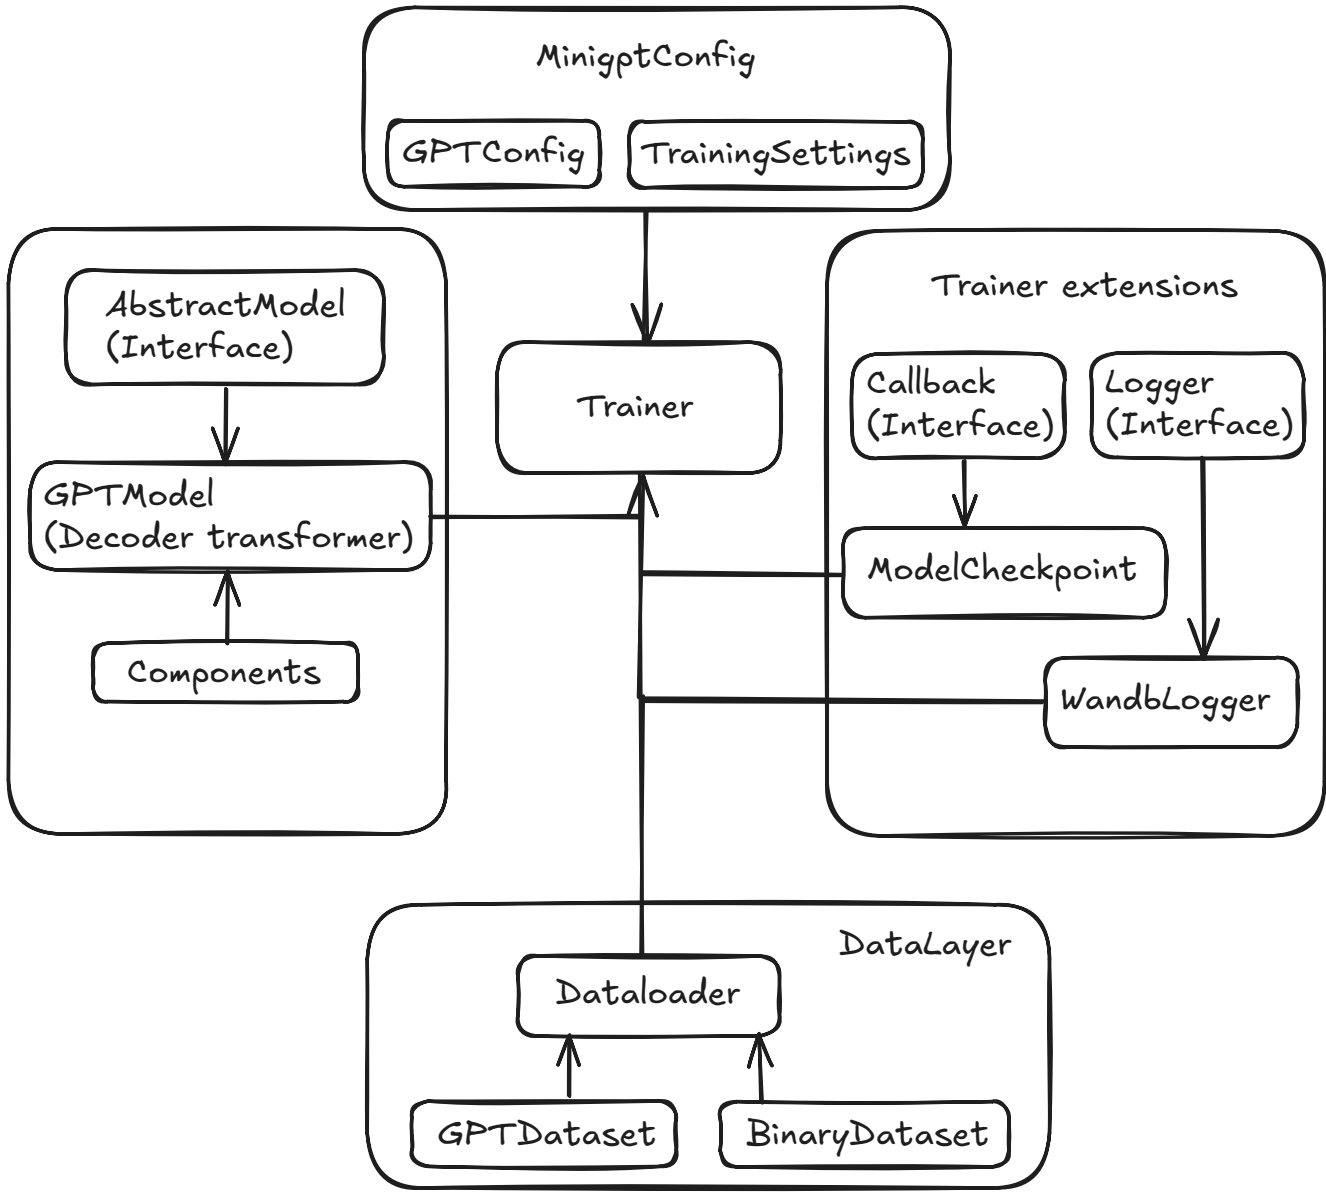 MinigptConfig
GPTConfig
TrainingSettings
AbstractModel
(Interface)
GPTModel
(Decoder transformer)
Components
Trainer
Trainer extensions
Callback
(Interface)
Logger
(Interface)
ModelCheckpoint
WandbLogger
DataLayer
Dataloader
GPTDataset
BinaryDataset